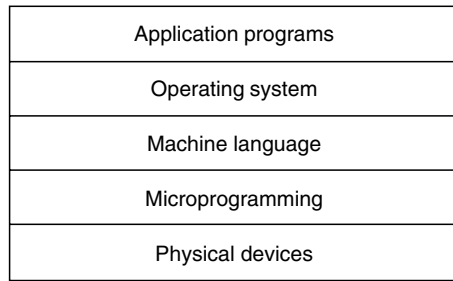 Application programs
Operating system
Machine language
Microprogramming
Physical devices